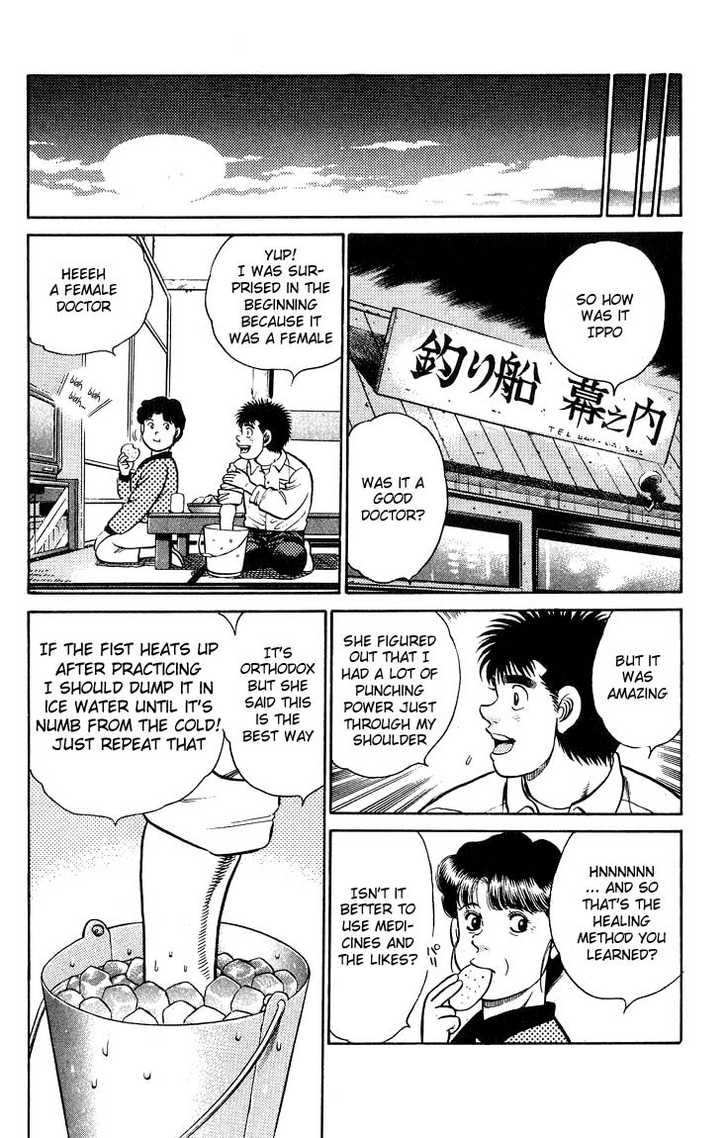 SO HOW
WAS IT
IPPO
釣り船 幕之内
WAS IT A
GOOD
DOCTOR?
YUP!
I WAS SUR-
PRISED IN THE
BEGINNING
BECAUSE IT
WAS A FEMALE
HEEEH
A FEMALE
DOCTOR
blah blah
blah...
BUT IT WAS
AMAZING
SHE FIGURED
OUT THAT I
HAD A LOT OF
PUNCHING
POWER JUST
THROUGH MY
SHOULDER
HNNNNNN
... AND SO
THAT'S THE
HEALING
METHOD YOU
LEARNED?
ISN'T IT
BETTER TO
USE MEDI-
CINES AND
THE LIKES?
IT'S
ORTHODOX
BUT SHE
SAID THIS
IS THE
BEST WAY
IF THE FIST HEATS UP
AFTER PRACTICING
I SHOULD DUMP IT IN
ICE WATER UNTIL IT'S
NUMB FROM THE COLD!
JUST REPEAT THAT